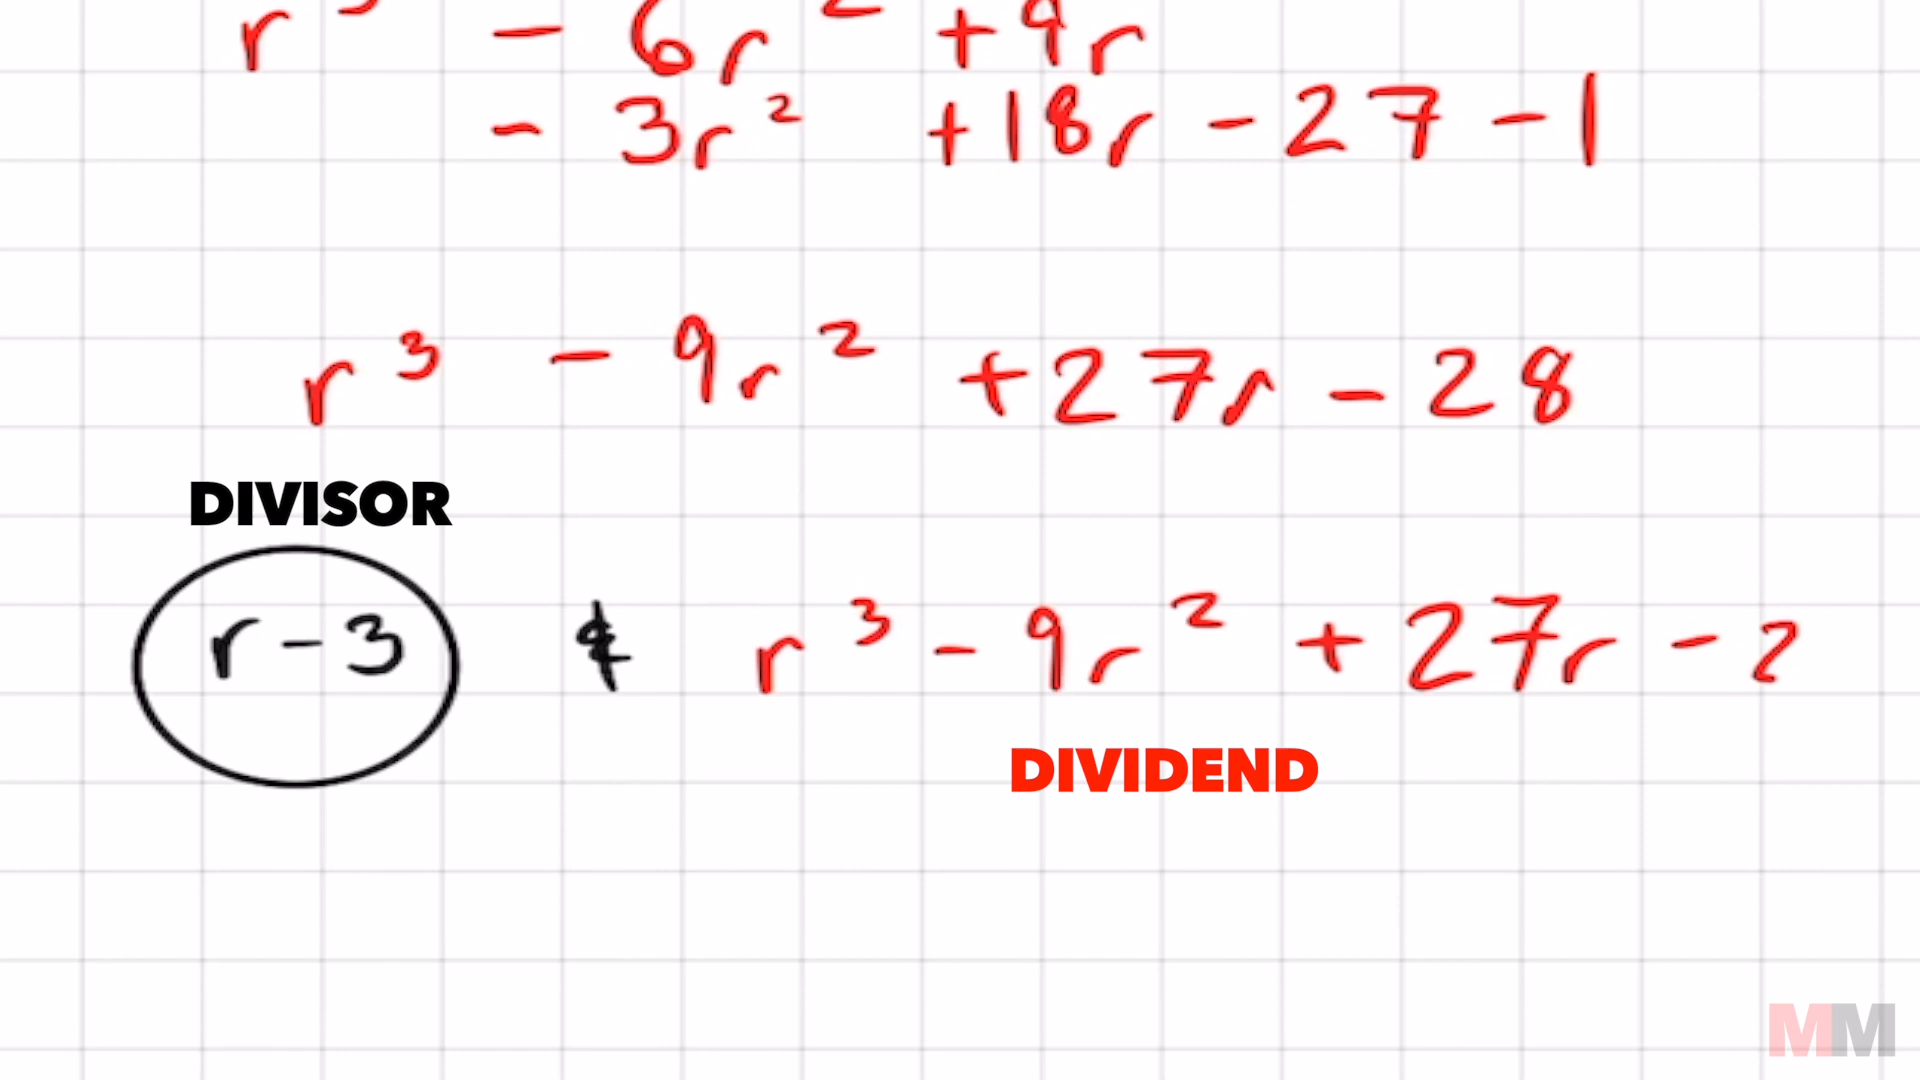 r³ - 6r² + 9r
- 3r² + 18r - 27 - 1
r³ - 9r² + 27r - 28
DIVISOR
r - 3 & r³ - 9r² + 27r - 2
DIVIDEND
MM